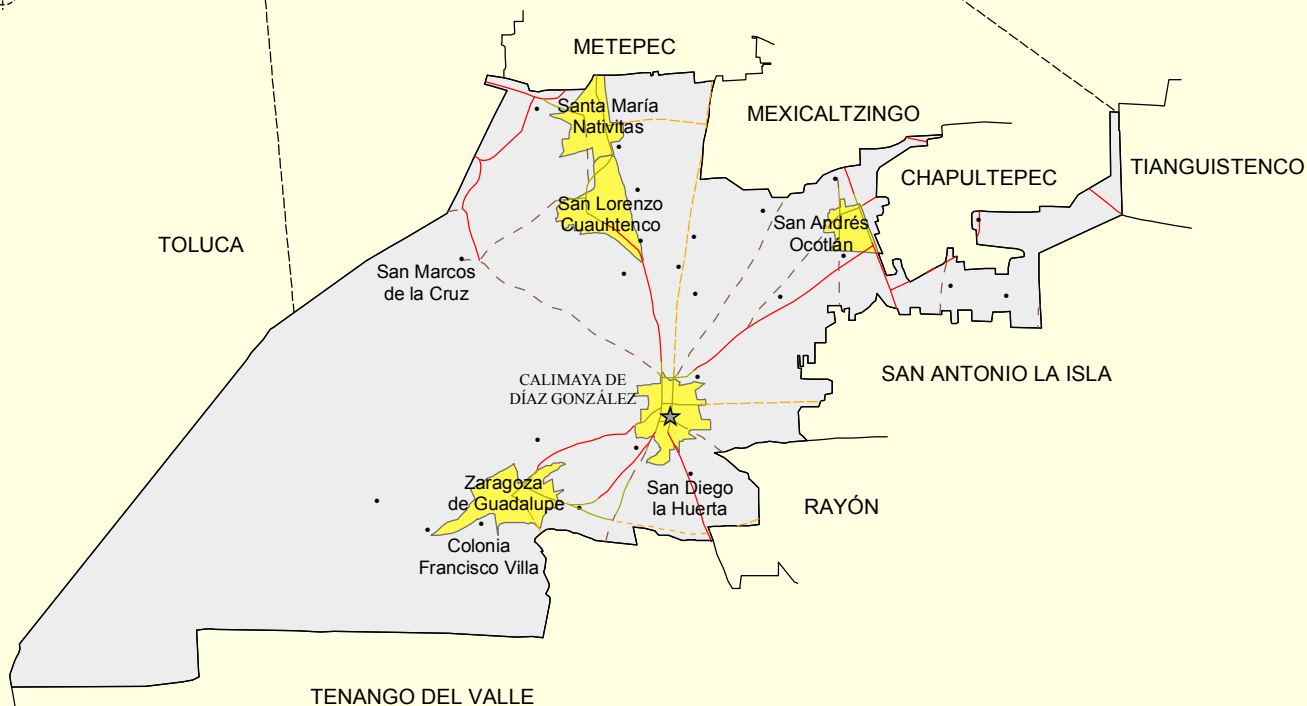 METEPEC
MEXICALTZINGO
Santa María
Nativitas
TIANGUISTENCO
CHAPULTEPEC
San Lorenzo
Cuauhtenco
San Andrés
Ocotlán
TOLUCA
San Marcos
de la Cruz
SAN ANTONIO LA ISLA
CALIMAYA DE
DÍAZ GONZÁLEZ
Zaragoza
de Guadalupe
San Diego
la Huerta
RAYÓN
Colonia
Francisco Villa
TENANGO DEL VALLE